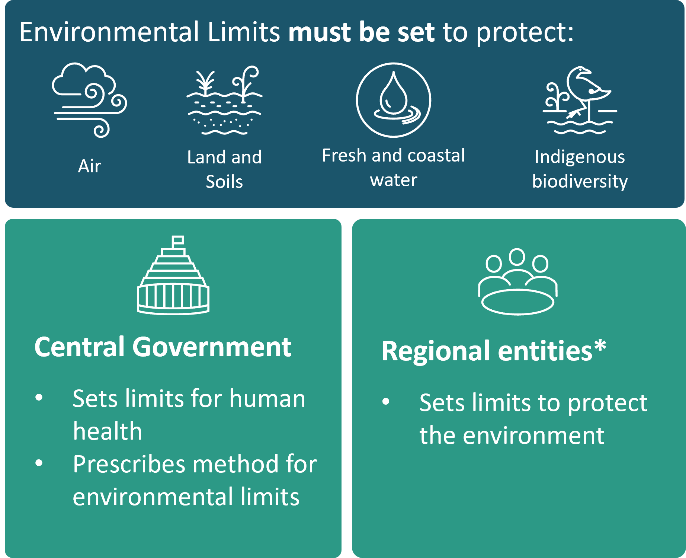 Environmental Limits must be set to protect:
Air
Land and
Soils
Fresh and coastal
water
Indigenous
biodiversity
Central Government
• Sets limits for human
health
• Prescribes method for
environmental limits
Regional entities*
• Sets limits to protect
the environment